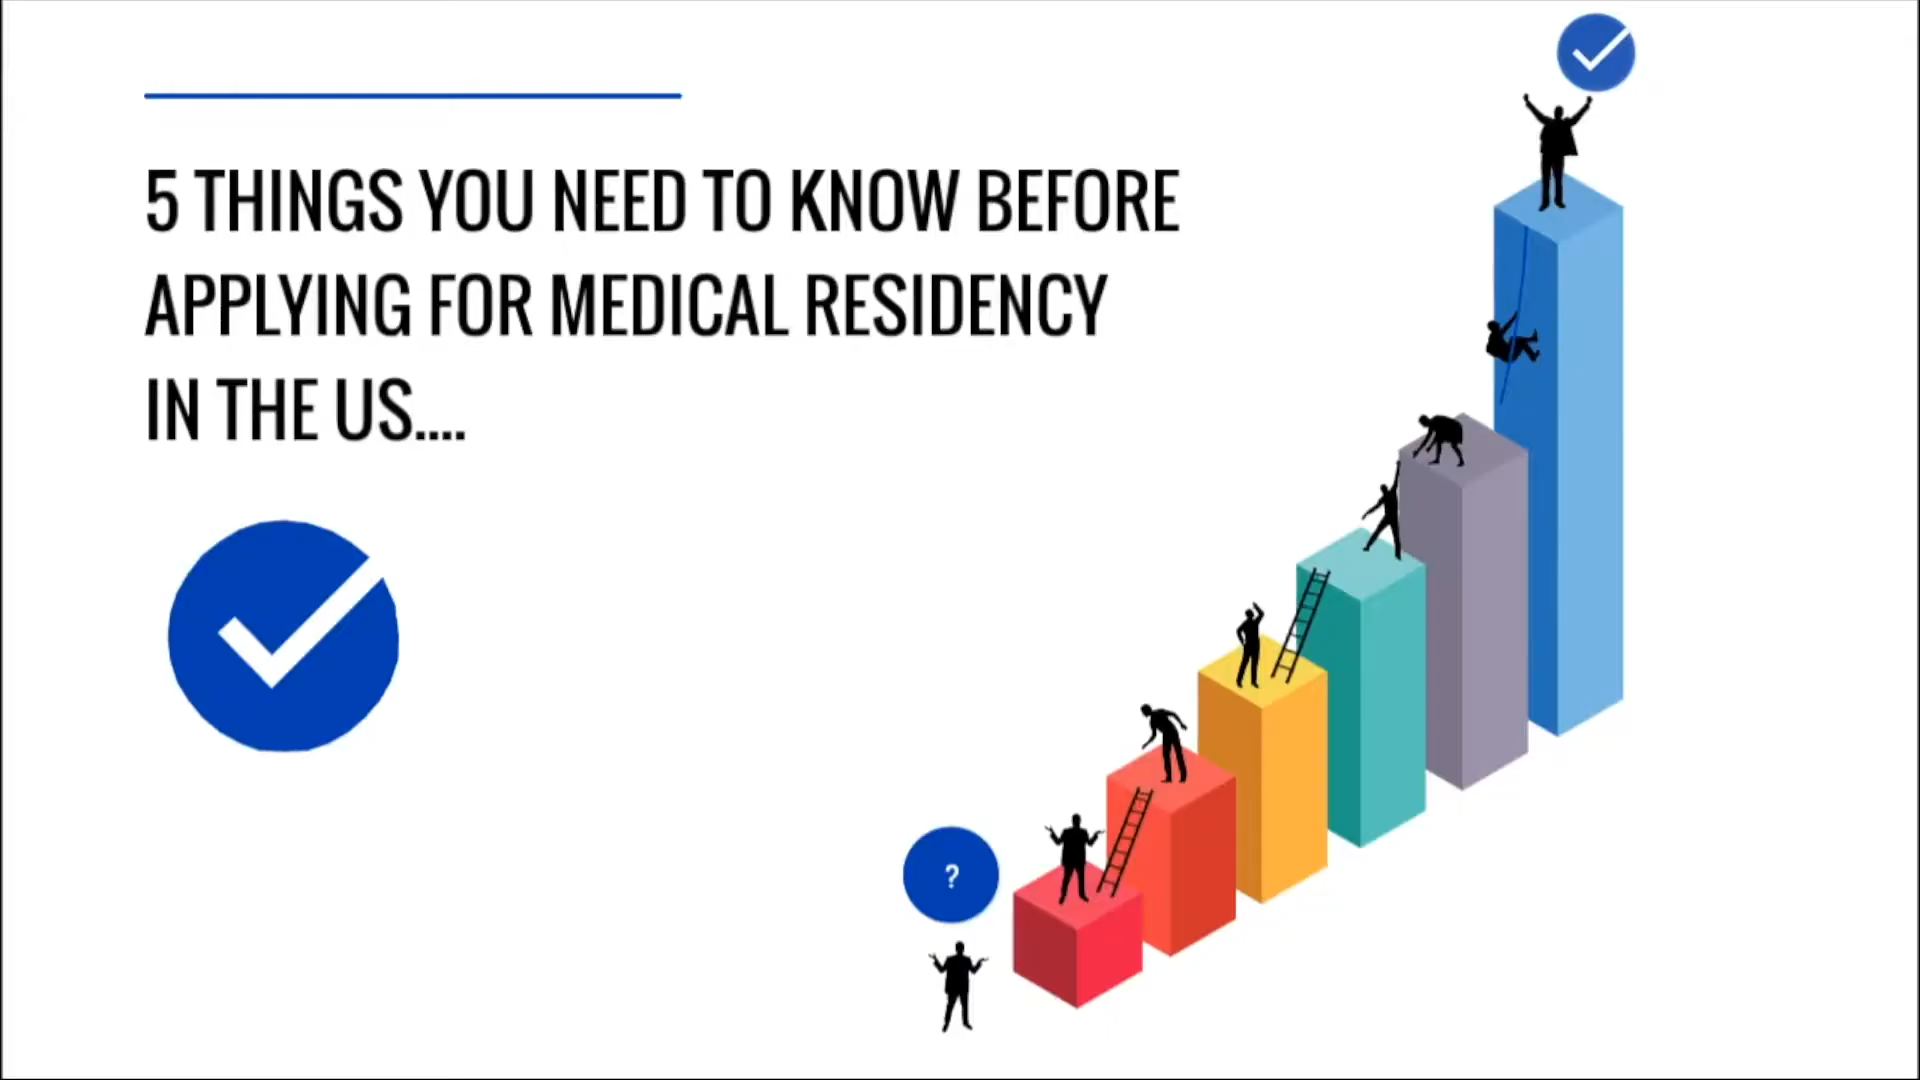 5 THINGS YOU NEED TO KNOW BEFORE
APPLYING FOR MEDICAL RESIDENCY
IN THE US....
?